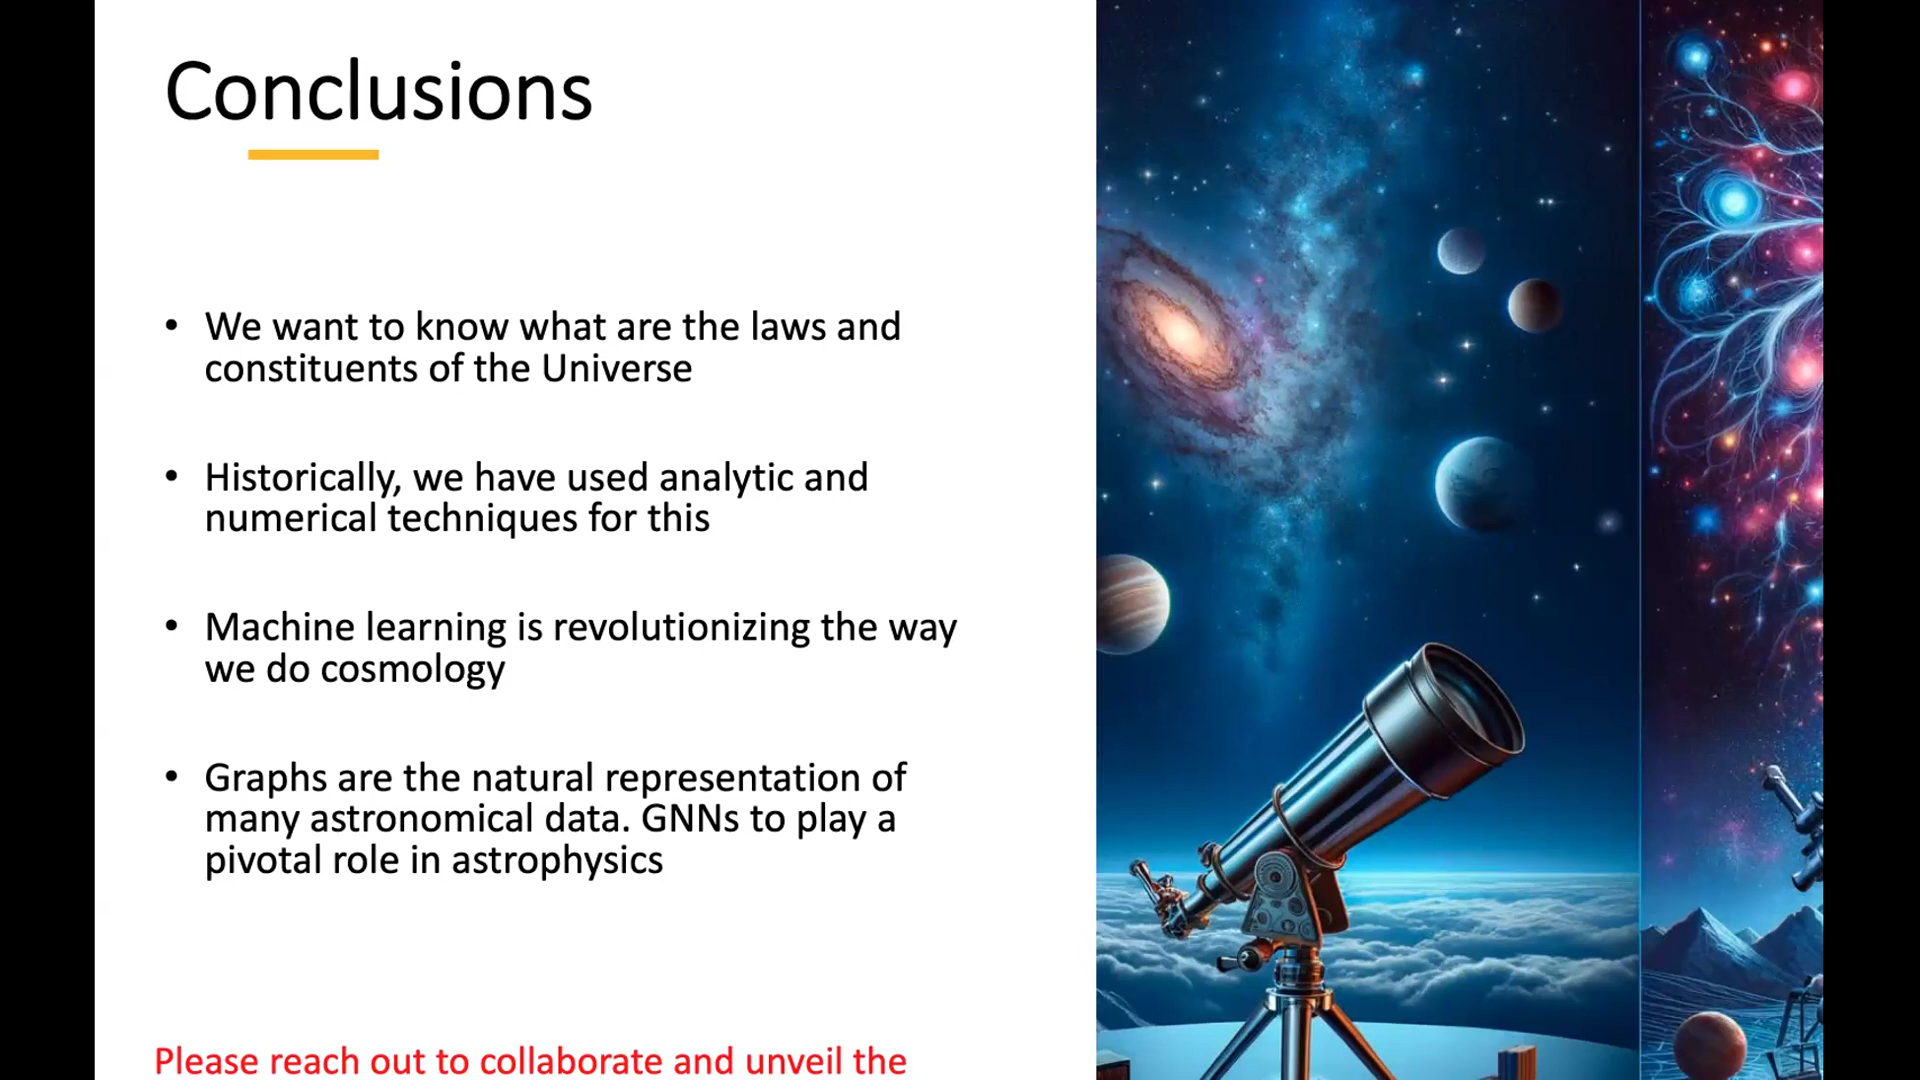 Conclusions
• We want to know what are the laws and
constituents of the Universe
• Historically, we have used analytic and
numerical techniques for this
• Machine learning is revolutionizing the way
we do cosmology
• Graphs are the natural representation of
many astronomical data. GNNs to play a
pivotal role in astrophysics
Please reach out to collaborate and unveil the